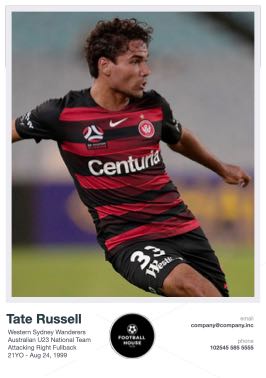 Centuria
33
Tate Russell
Western Sydney Wanderers
Australian U23 National Team
Attacking Right Fullback
21YO - Aug 24, 1999
FOOTBALL
HOUSE
email
company@company.inc
phone
102545 585 5555